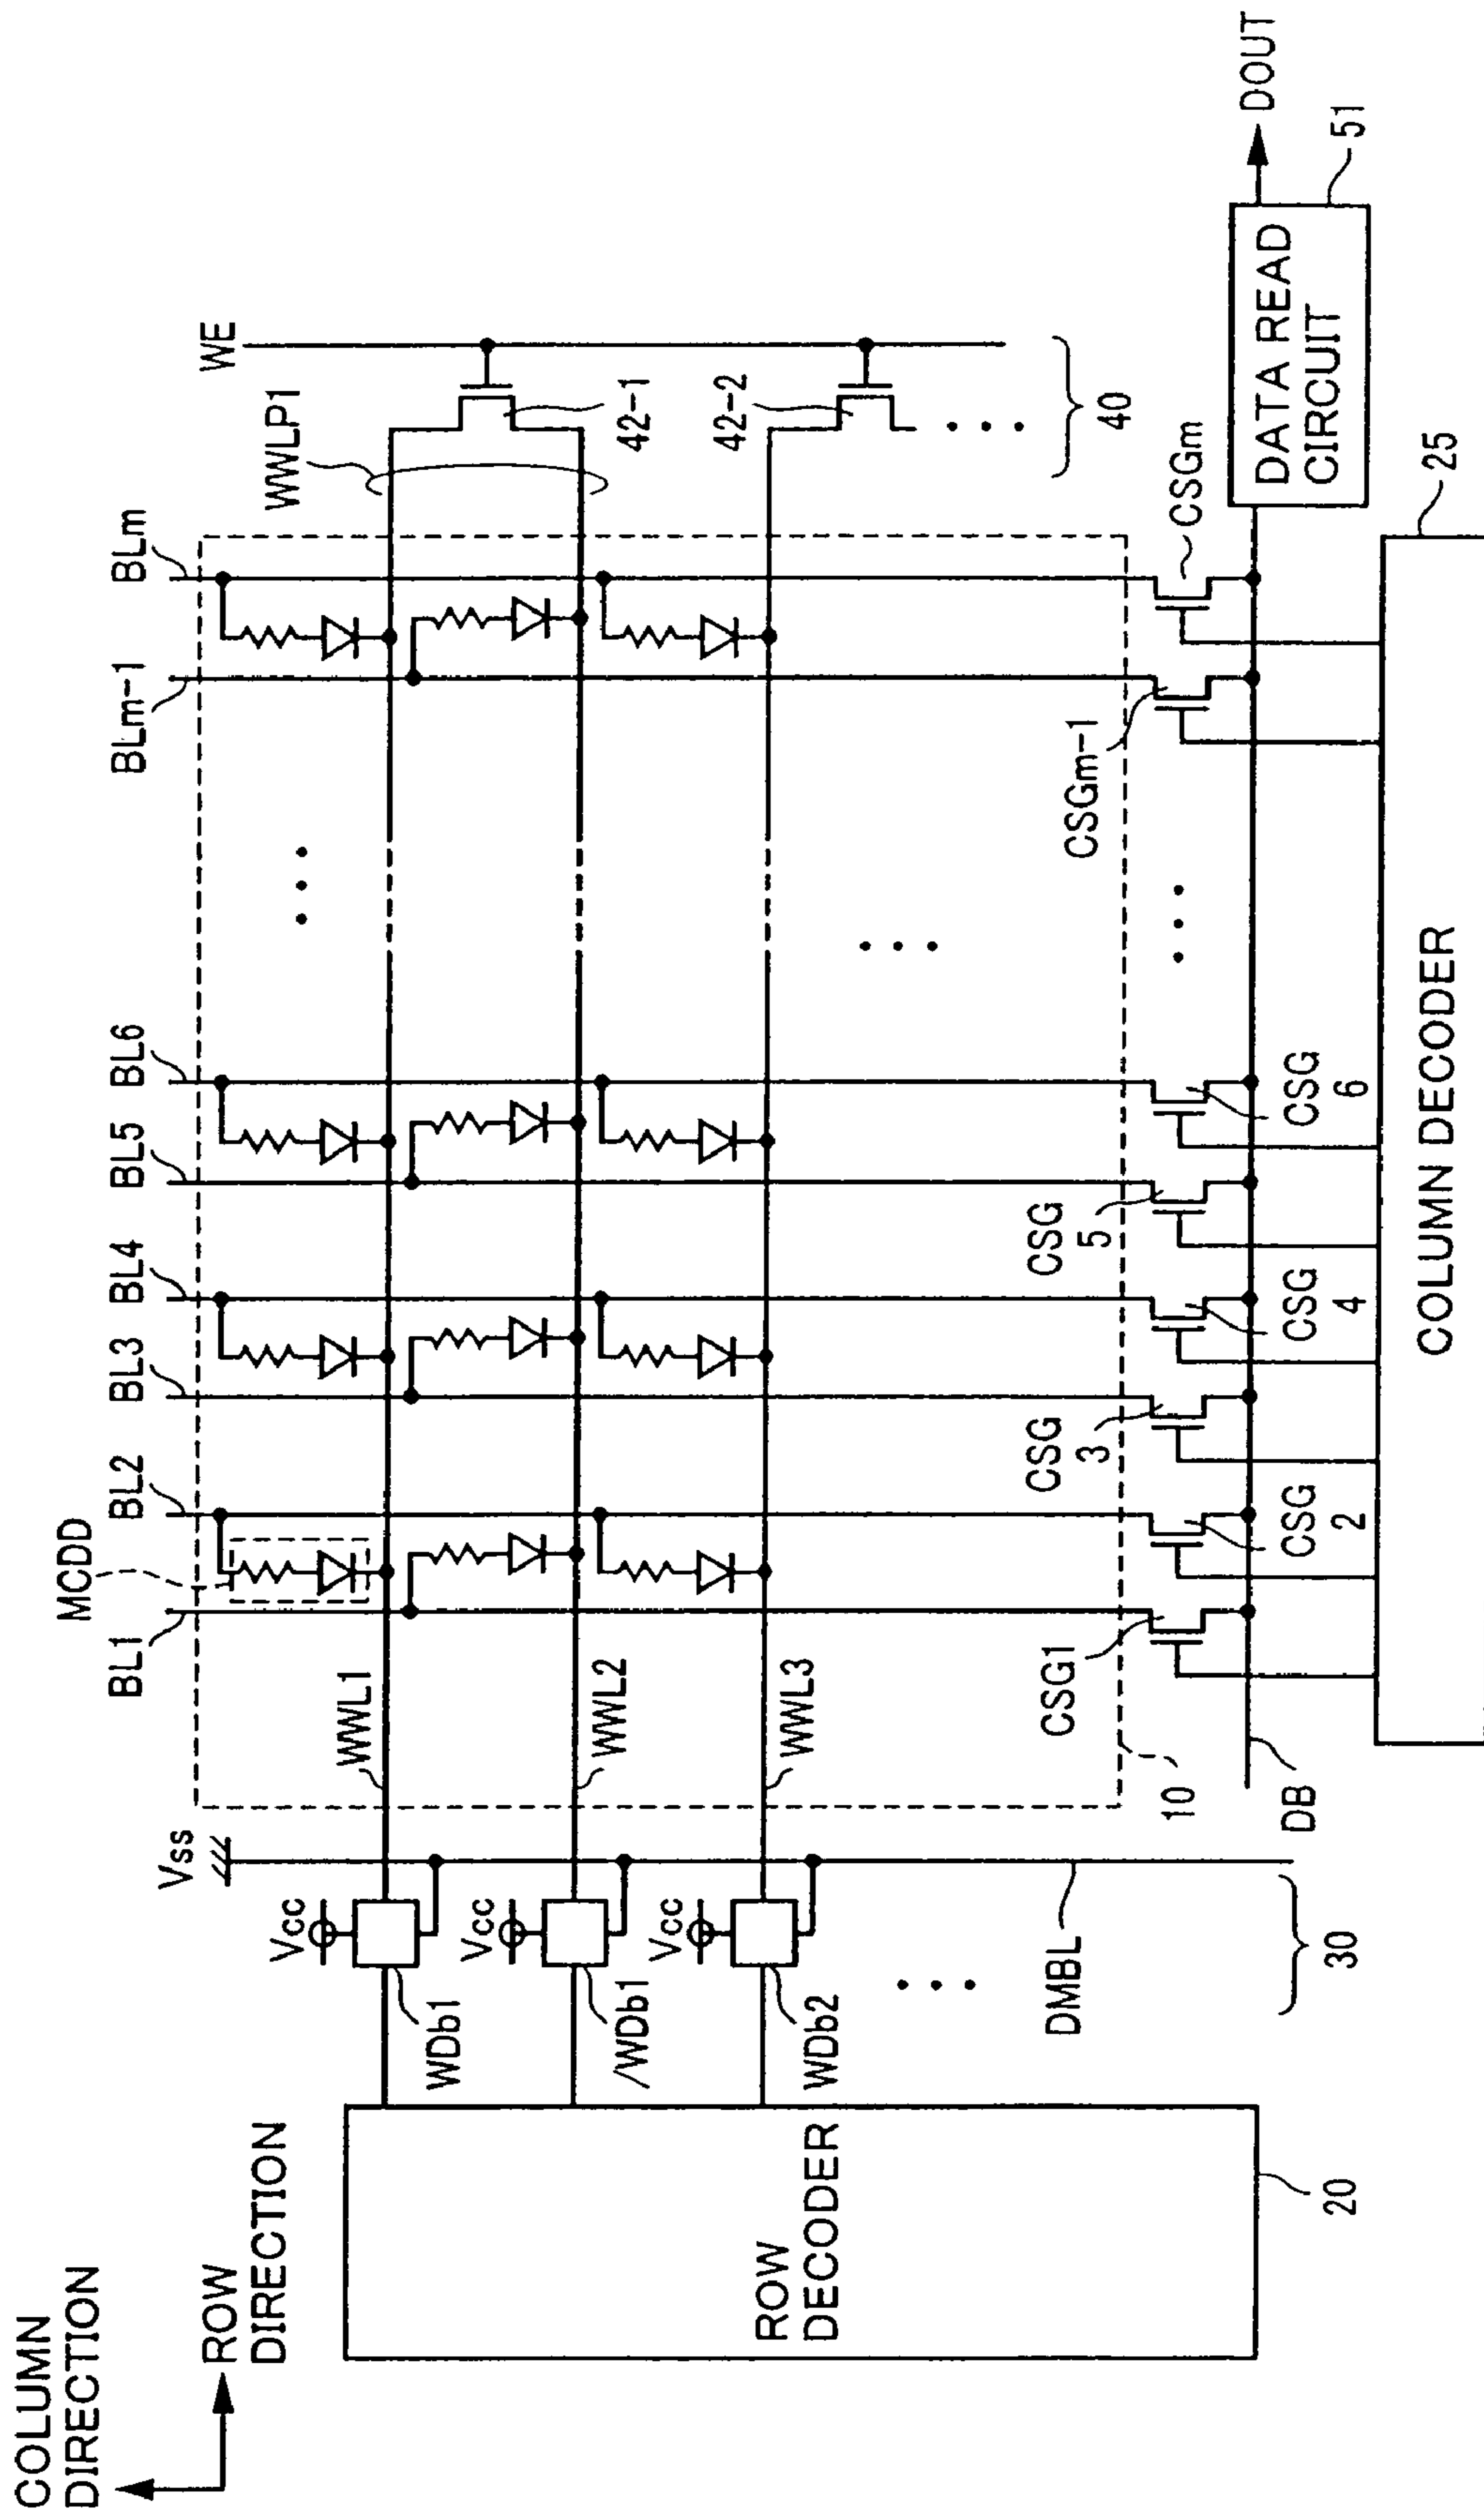 COLUMN
DIRECTION
ROW
DIRECTION
MCDD
BL1
BL2
BL3
BL4
BL5
BL6
BLm-1
BLm
Vss
WWLP1
WE
Vcc
WWL1
WDb1
Vcc
WWL2
/WDb1
42-1
Vcc
WWL3
WDb2
42-2
ROW
DECODER
20
DMBL
30
40
10
CSG1
CSG
2
CSG
3
CSG
4
CSG
5
CSG
6
CSGm-1
CSGm
DB
DATA READ
CIRCUIT
51
DOUT
COLUMN DECODER
25